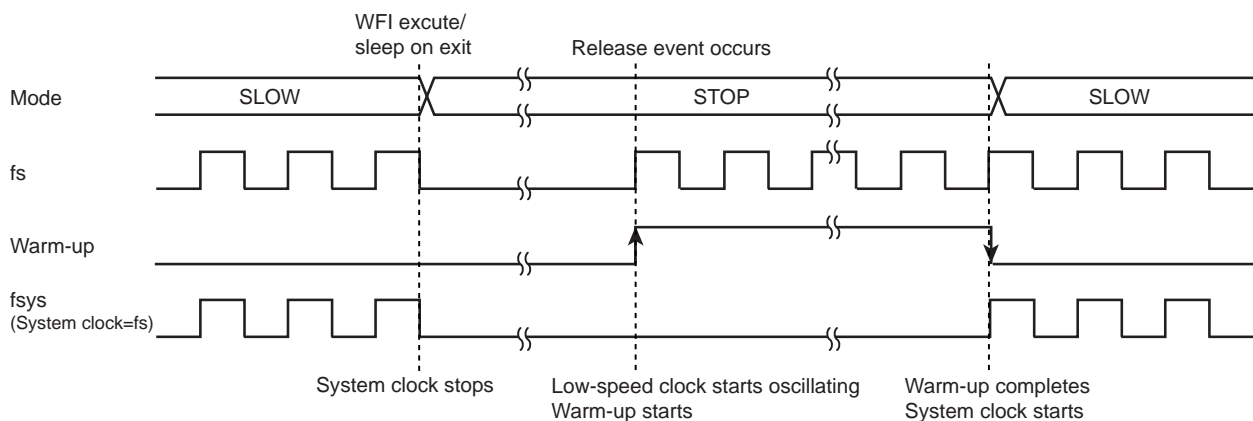 WFI excute/
sleep on exit
Release event occurs
Mode
SLOW
STOP
SLOW
fs
Warm-up
fsys
(System clock=fs)
System clock stops
Low-speed clock starts oscillating
Warm-up starts
Warm-up completes
System clock starts